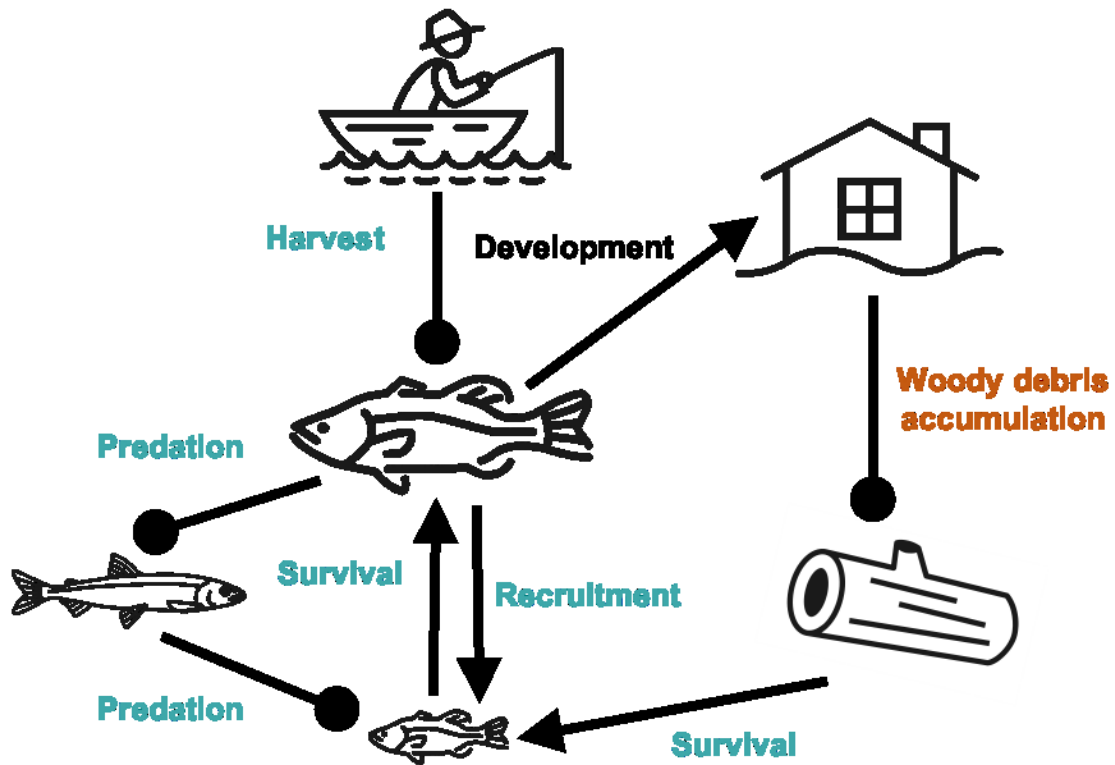 Harvest
Development
Woody debris
accumulation
Predation
Survival
Recruitment
Predation
Survival